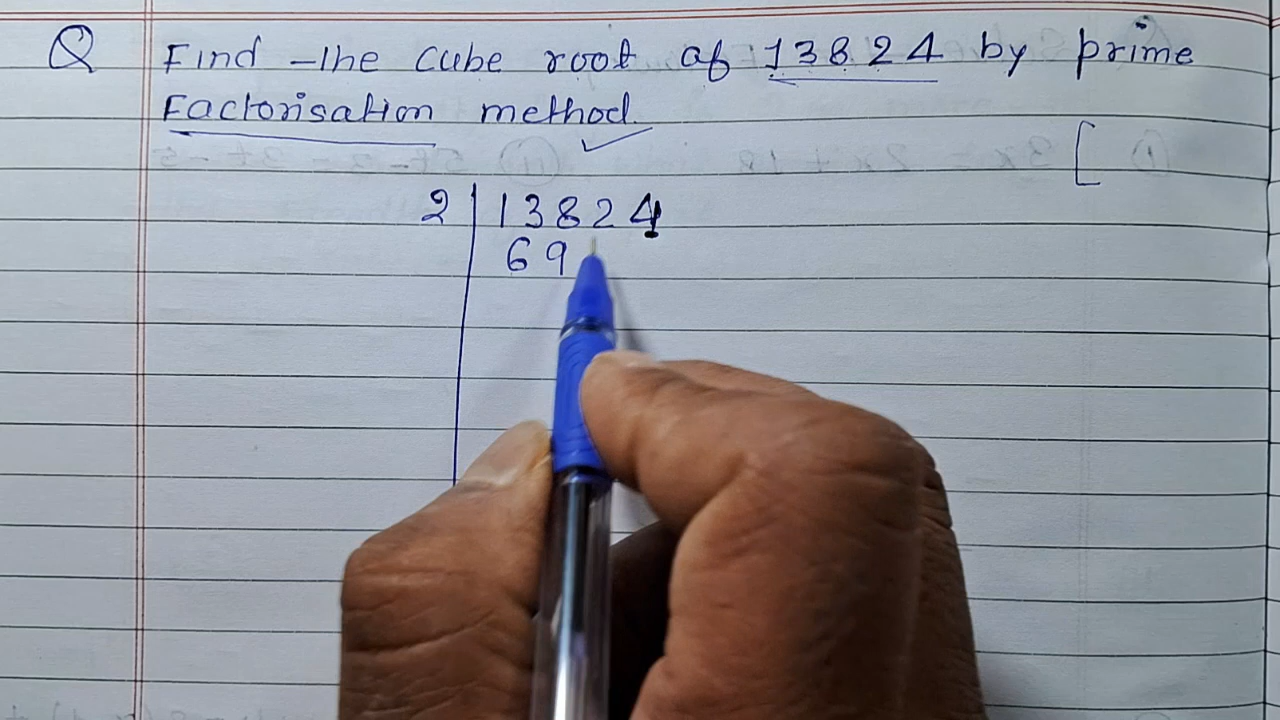 Q Find the cube root of 13824 by prime
Factorisation method.
2 | 13824
69